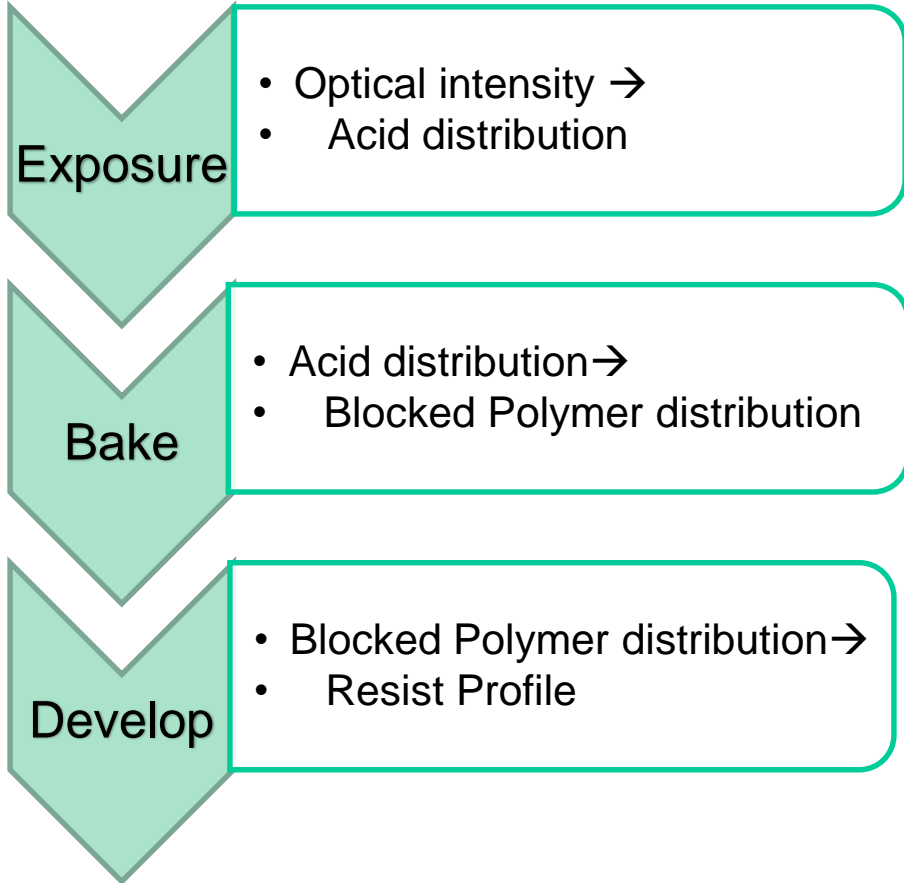 Exposure
• Optical intensity →
• Acid distribution
Bake
• Acid distribution→
• Blocked Polymer distribution
Develop
• Blocked Polymer distribution→
• Resist Profile